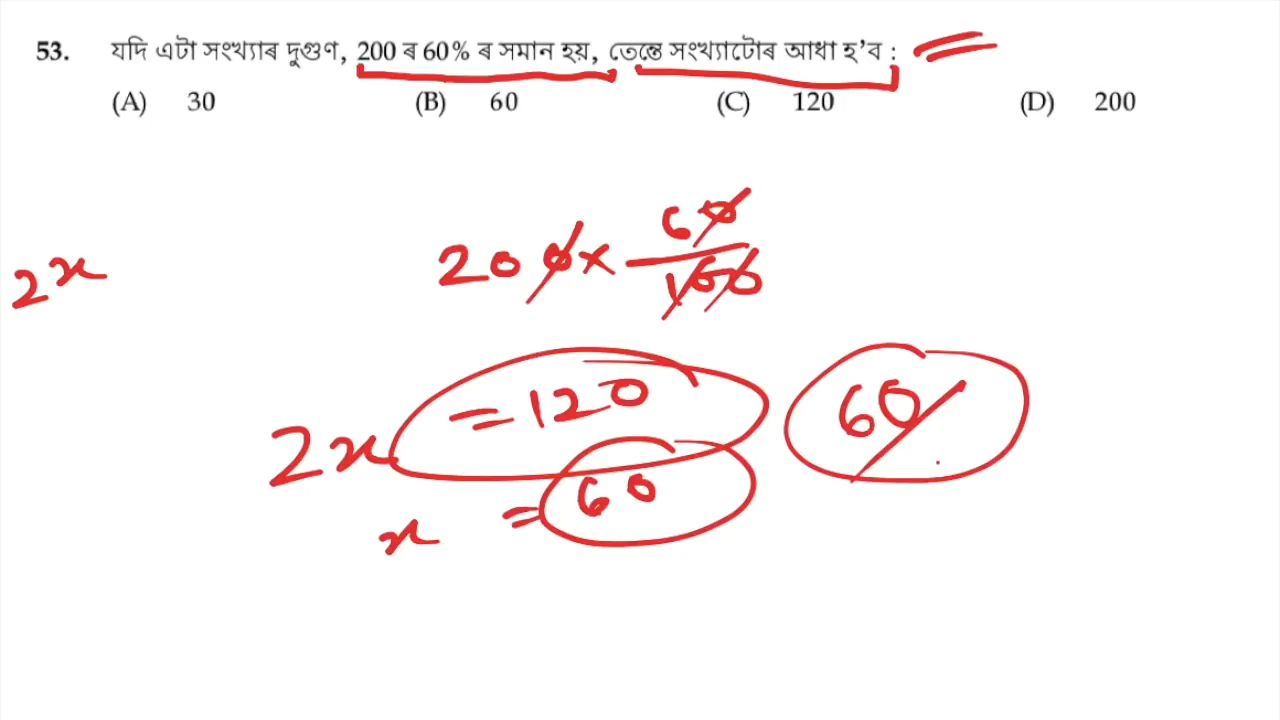 53. যদি এটা সংখ্যাৰ দুগুণ, 200 ৰ 60% ৰ সমান হয়, তেন্তে সংখ্যাটোৰ আধা হ’ব :
(A) 30 (B) 60 (C) 120 (D) 200
2x 200 × 60/100
2x = 120 60
x = 60